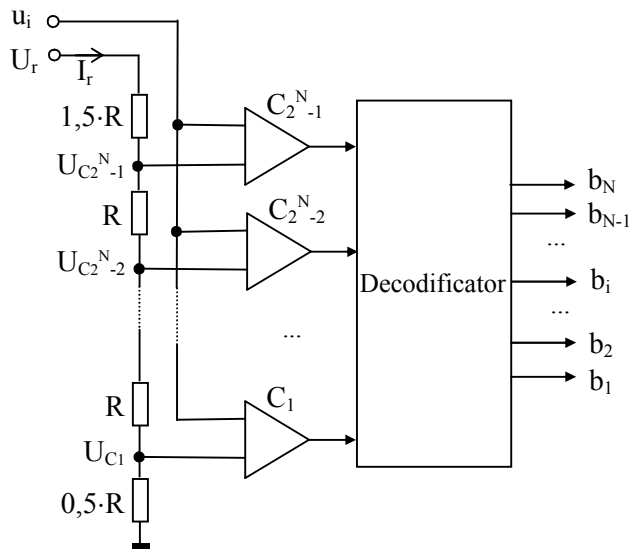 u_i
U_r
I_r
1,5·R
C_2^N-1
U_C2^N-1
R
C_2^N-2
U_C2^N-2
Decodificator
...
R
C_1
U_C1
0,5·R
b_N
b_N-1
...
b_i
...
b_2
b_1